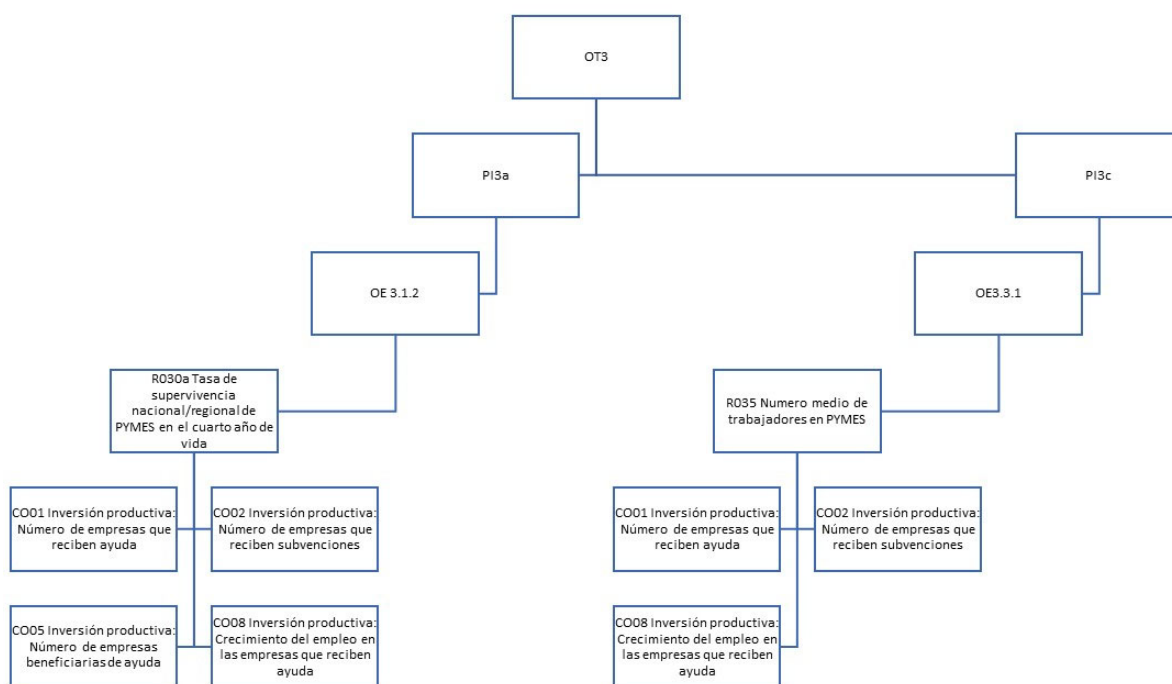 OT3
PI3a
PI3c
OE 3.1.2
OE3.3.1
R030a Tasa de
supervivencia
nacional/regional de
PYMES en el cuarto año de
vida
R035 Numero medio de
trabajadores en PYMES
CO01 Inversión productiva:
Número de empresas que
reciben ayuda
CO02 Inversión productiva:
Número de empresas que
reciben subvenciones
CO01 Inversión productiva:
Número de empresas que
reciben ayuda
CO02 Inversión productiva:
Número de empresas que
reciben subvenciones
CO05 Inversión productiva:
Número de empresas
beneficiarias de ayuda
CO08 Inversión productiva:
Crecimiento del empleo en
las empresas que reciben
ayuda
CO08 Inversión productiva:
Crecimiento del empleo en
las empresas que reciben
ayuda